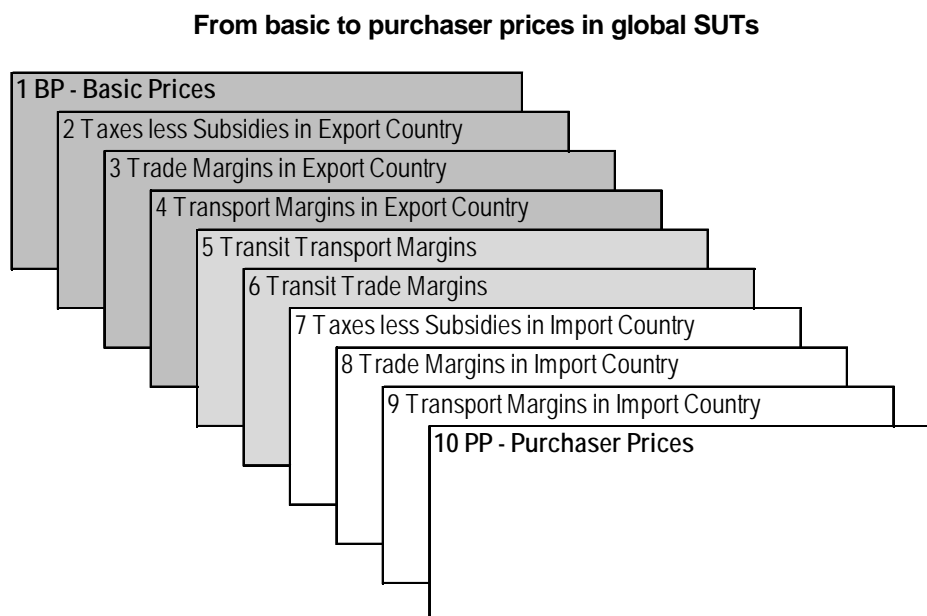 From basic to purchaser prices in global SUTs
1 BP - Basic Prices
2 Taxes less Subsidies in Export Country
3 Trade Margins in Export Country
4 Transport Margins in Export Country
5 Transit Transport Margins
6 Transit Trade Margins
7 Taxes less Subsidies in Import Country
8 Trade Margins in Import Country
9 Transport Margins in Import Country
10 PP - Purchaser Prices